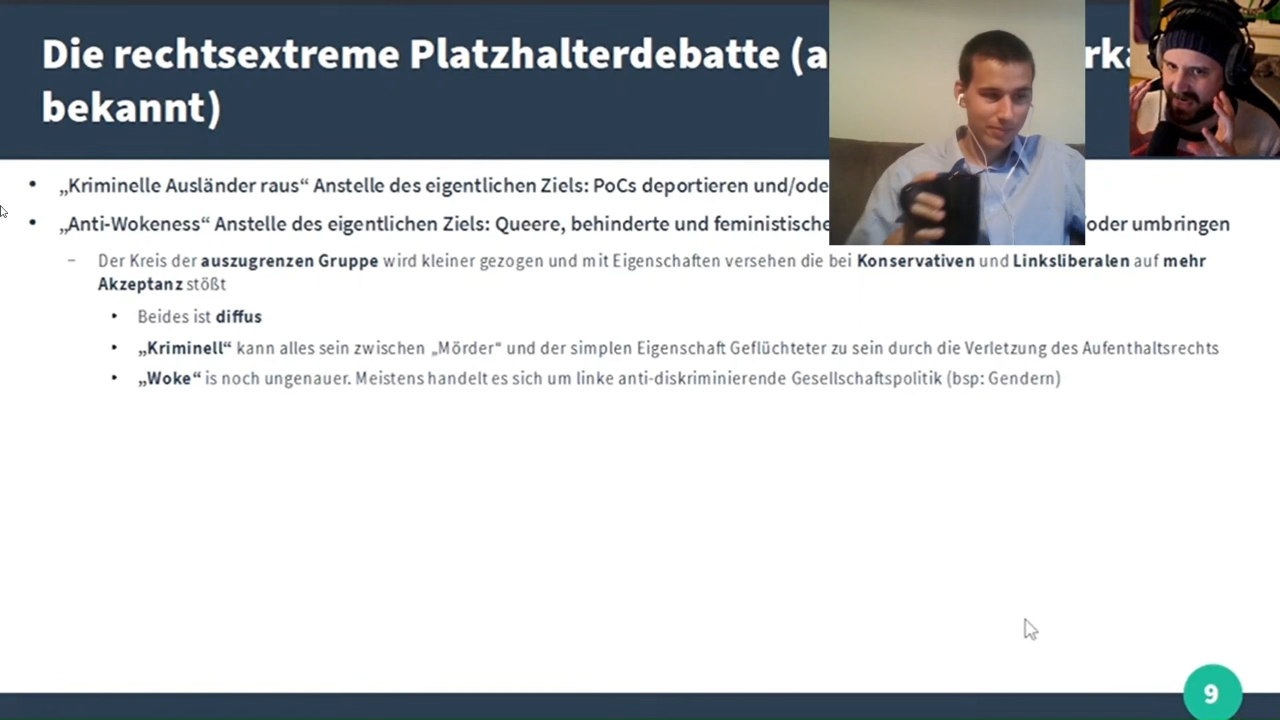 Die rechtsextreme Platzhalterdebatte (a
bekannt)
„Kriminelle Ausländer raus“ Anstelle des eigentlichen Ziels: PoCs deportieren und/ode
„Anti-Wokeness“ Anstelle des eigentlichen Ziels: Queere, behinderte und feministische oder umbringen
Der Kreis der auszugrenzen Gruppe wird kleiner gezogen und mit Eigenschaften versehen die bei Konservativen und Linksliberalen auf mehr
Akzeptanz stößt
Beides ist diffus
„Kriminell“ kann alles sein zwischen „Mörder“ und der simplen Eigenschaft Geflüchteter zu sein durch die Verletzung des Aufenthaltsrechts
„Woke“ is noch ungenauer. Meistens handelt es sich um linke anti-diskriminierende Gesellschaftspolitik (bsp: Gendern)
9